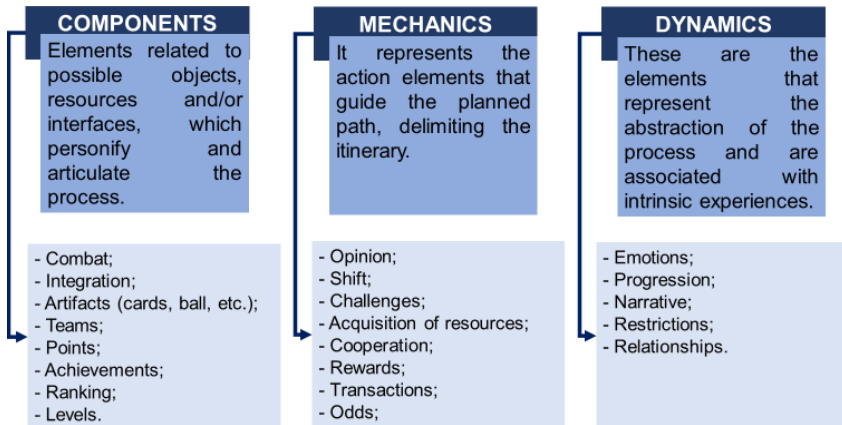 COMPONENTS
Elements related to
possible objects,
resources and/or
interfaces, which
personify and
articulate the
process.
- Combat;
- Integration;
- Artifacts (cards, ball, etc.);
- Teams;
- Points;
- Achievements;
- Ranking;
- Levels.
MECHANICS
It represents the
action elements that
guide the planned
path, delimiting the
itinerary.
- Opinion;
- Shift;
- Challenges;
- Acquisition of resources;
- Cooperation;
- Rewards;
- Transactions;
- Odds;
DYNAMICS
These are the
elements that
represent the
abstraction of the
process and are
associated with
intrinsic experiences.
- Emotions;
- Progression;
- Narrative;
- Restrictions;
- Relationships.